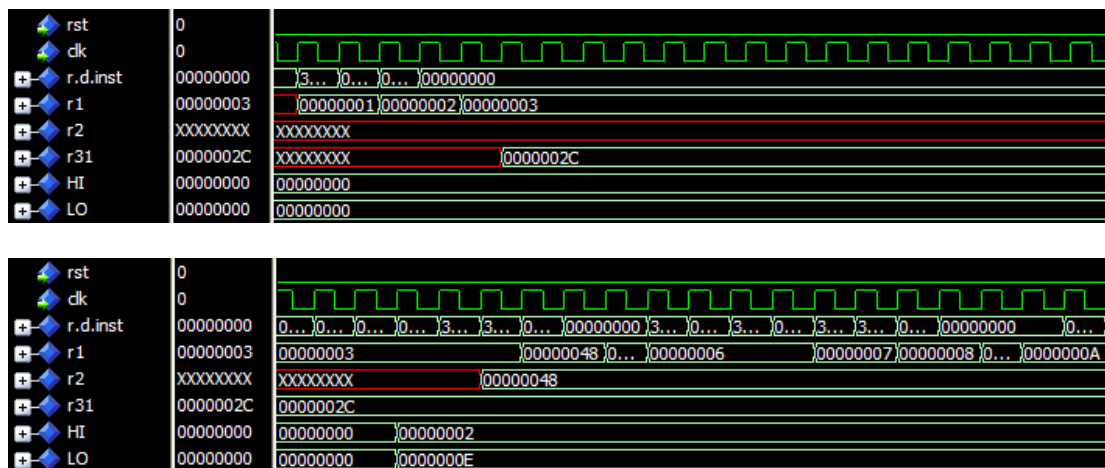 rst 0
clk 0
r.d.inst 00000000 3... 0... 0... 00000000
r1 00000003 00000001 00000002 00000003
r2 XXXXXXXX XXXXXXXX
r31 0000002C XXXXXXXX 0000002C
HI 00000000 00000000
LO 00000000 00000000
rst 0
clk 0
r.d.inst 00000000 0... 0... 0... 0... 3... 3... 0... 00000000 3... 0... 3... 0... 3... 3... 0... 00000000 0...
r1 00000003 00000003 00000048 0... 00000006 00000007 00000008 0... 0000000A
r2 XXXXXXXX XXXXXXXX 00000048
r31 0000002C 0000002C
HI 00000000 00000000 00000002
LO 00000000 00000000 0000000E